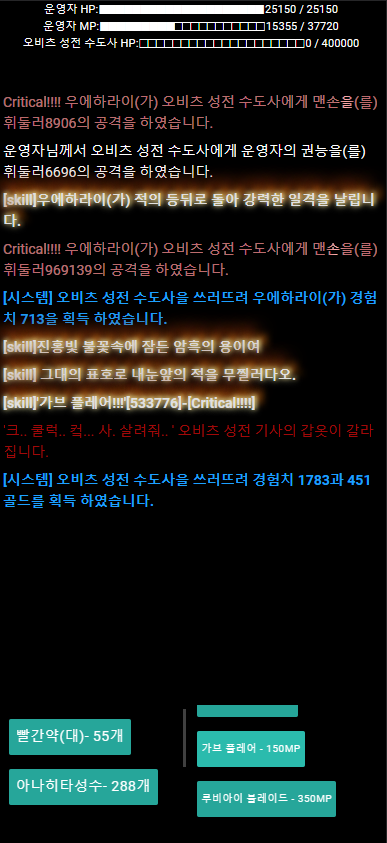 운영자 HP:■■■■■■■■■■■■■■■■■■■■25150 / 25150
운영자 MP:■■■■■■■■□□□□□□□□□□□□15355 / 37720
오비츠 성전 수도사 HP:□□□□□□□□□□□□□□□□□□□□0 / 400000
Critical!!!! 우에하라이(가) 오비츠 성전 수도사에게 맨손을(를)
휘둘러8906의 공격을 하였습니다.
운영자님께서 오비츠 성전 수도사에게 운영자의 권능을(를)
휘둘러6696의 공격을 하였습니다.
[skill]우에하라이(가) 적의 등뒤로 돌아 강력한 일격을 날립니
다.
Critical!!!! 우에하라이(가) 오비츠 성전 수도사에게 맨손을(를)
휘둘러969139의 공격을 하였습니다.
[시스템] 오비츠 성전 수도사을 쓰러뜨려 우에하라이(가) 경험
치 713을 획득 하였습니다.
[skill]진홍빛 불꽃속에 잠든 암흑의 용이여
[skill] 그대의 표호로 내눈앞의 적을 무찔러다오.
[skill]'가브 플레어!!!'[533776]-[Critical!!!!]
'크.. 쿨럭.. 컼... 사. 살려줘.. ' 오비츠 성전 기사의 갑옷이 갈라
집니다.
[시스템] 오비츠 성전 수도사을 쓰러뜨려 경험치 1783과 451
골드를 획득 하였습니다.
빨간약(대)- 55개
아나히타성수- 288개
가브 플레어 - 150MP
루비아이 블레이드 - 350MP